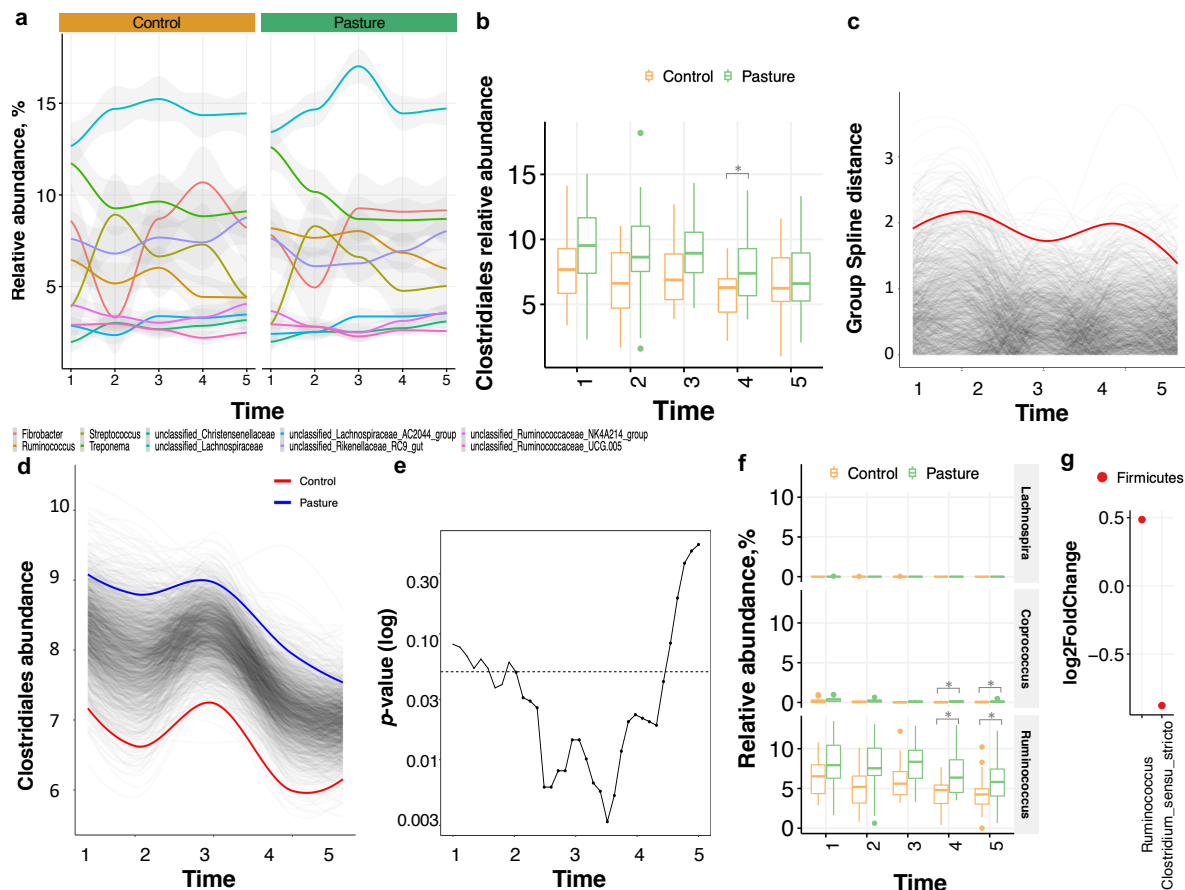 a
Control
Pasture
Relative abundance, %
15
10
5
1 2 3 4 5
1 2 3 4 5
Time
Fibrobacter
Streptococcus
unclassified_Christensenellaceae
unclassified_Lachnospiraceae_AC2044_group
unclassified_Ruminococcaceae_NK4A214_group
Ruminococcus
Treponema
unclassified_Lachnospiraceae
unclassified_Rikenellaceae_RC9_gut
unclassified_Ruminococcaceae_UCG.005
b
Control
Pasture
Clostridiales relative abundance
15
10
5
*
1 2 3 4 5
Time
c
Group Spline distance
3
2
1
0
1 2 3 4 5
Time
d
Control
Pasture
Clostridiales abundance
10
9
8
7
6
1 2 3 4 5
Time
e
p-value (log)
0.30
0.10
0.03
0.01
0.003
1 2 3 4 5
Time
f
Control
Pasture
Relative abundance,%
10
5
0
Lachnospira
10
5
0
* *
Coprococcus
10
5
0
* *
Ruminococcus
1 2 3 4 5
Time
g
Firmicutes
log2FoldChange
0.5
0.0
−0.5
Ruminococcus
Clostridium_sensu_stricto